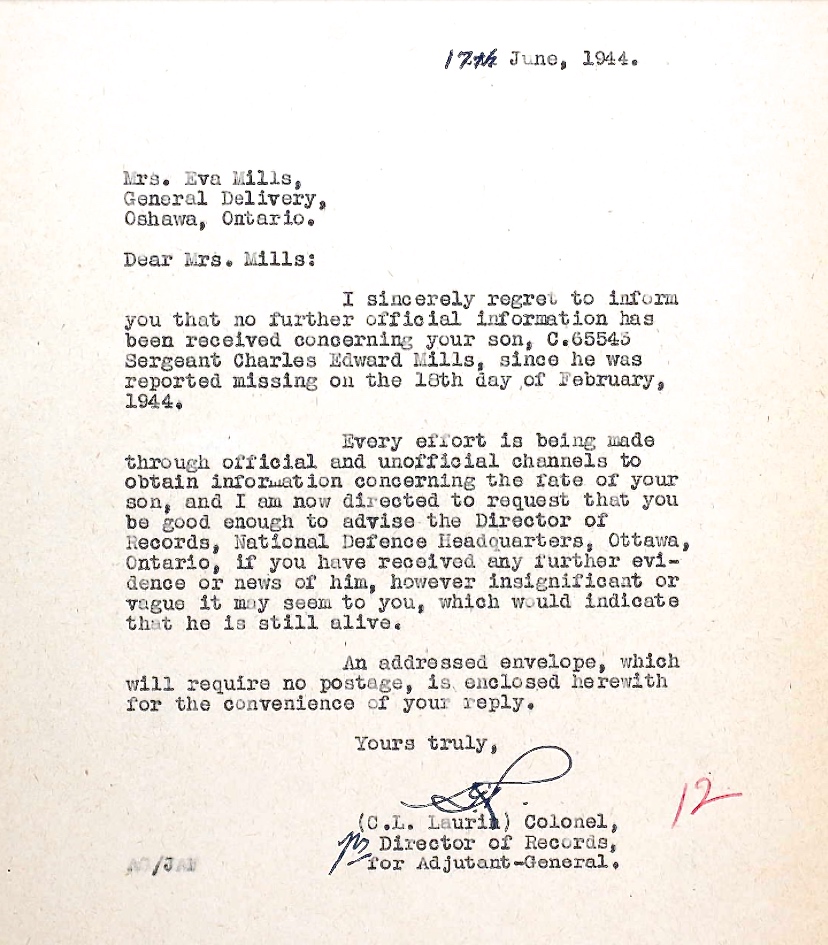 17th June, 1944.
Mrs. Eva Mills,
General Delivery,
Oshawa, Ontario.
Dear Mrs. Mills:
I sincerely regret to inform
you that no further official information has
been received concerning your son, C.65545
Sergeant Charles Edward Mills, since he was
reported missing on the 18th day of February,
1944.
Every effort is being made
through official and unofficial channels to
obtain information concerning the fate of your
son, and I am now directed to request that you
be good enough to advise the Director of
Records, National Defence Headquarters, Ottawa,
Ontario, if you have received any further evi-
dence or news of him, however insignificant or
vague it may seem to you, which would indicate
that he is still alive.
An addressed envelope, which
will require no postage, is enclosed herewith
for the convenience of your reply.
Yours truly,
(C.L. Laurin) Colonel,
Director of Records,
for Adjutant-General.
12